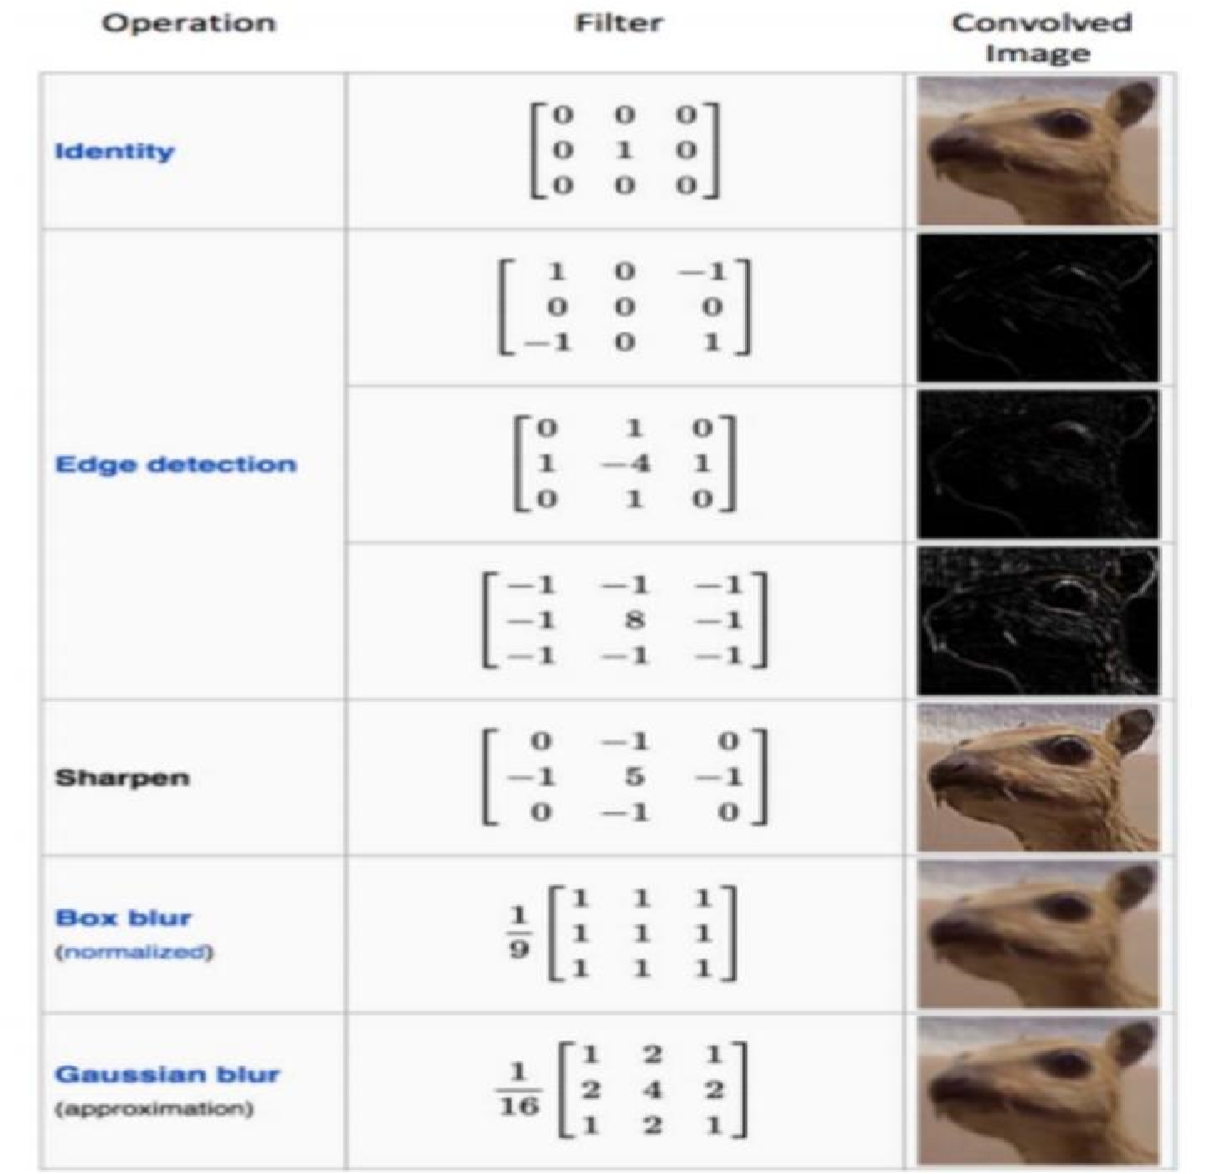 Operation Filter Convolved Image
Identity
0 0 0
0 1 0
0 0 0
Edge detection
1 0 −1
0 0 0
−1 0 1
0 1 0
1 −4 1
0 1 0
−1 −1 −1
−1 8 −1
−1 −1 −1
Sharpen
0 −1 0
−1 5 −1
0 −1 0
Box blur
(normalized)
1/9
1 1 1
1 1 1
1 1 1
Gaussian blur
(approximation)
1/16
1 2 1
2 4 2
1 2 1